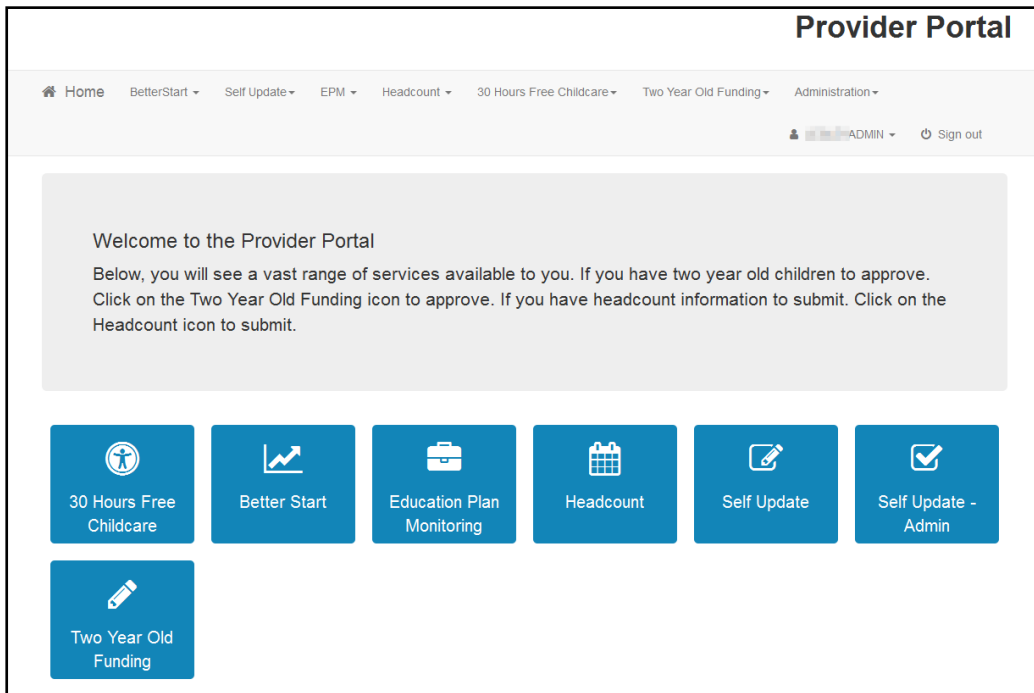 Provider Portal
Home BetterStart Self Update EPM Headcount 30 Hours Free Childcare Two Year Old Funding Administration
ADMIN Sign out
Welcome to the Provider Portal
Below, you will see a vast range of services available to you. If you have two year old children to approve.
Click on the Two Year Old Funding icon to approve. If you have headcount information to submit. Click on the
Headcount icon to submit.
30 Hours Free
Childcare
Better Start
Education Plan
Monitoring
Headcount
Self Update
Self Update -
Admin
Two Year Old
Funding